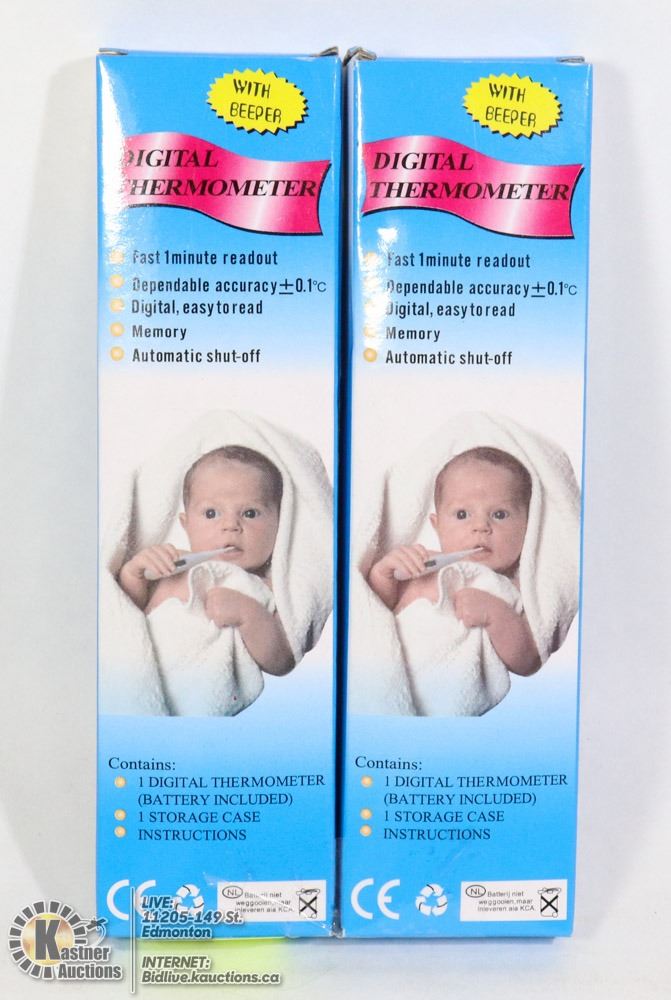 WITH
BEEPER
DIGITAL
THERMOMETER
Fast 1minute readout
Dependable accuracy ±0.1°C
Digital, easy to read
Memory
Automatic shut-off
Contains:
1 DIGITAL THERMOMETER
(BATTERY INCLUDED)
1 STORAGE CASE
INSTRUCTIONS
CE
NL Batterij niet
weggooien,maar
inleveren als KCA
WITH
BEEPER
DIGITAL
THERMOMETER
Fast 1minute readout
Dependable accuracy ±0.1°C
Digital, easy to read
Memory
Automatic shut-off
Contains:
1 DIGITAL THERMOMETER
(BATTERY INCLUDED)
1 STORAGE CASE
INSTRUCTIONS
CE
NL Batterij niet
weggooien,maar
inleveren als KCA
Kastner
Auctions
LIVE:
11205-149 St.
Edmonton
INTERNET:
Bidlive.kauctions.ca